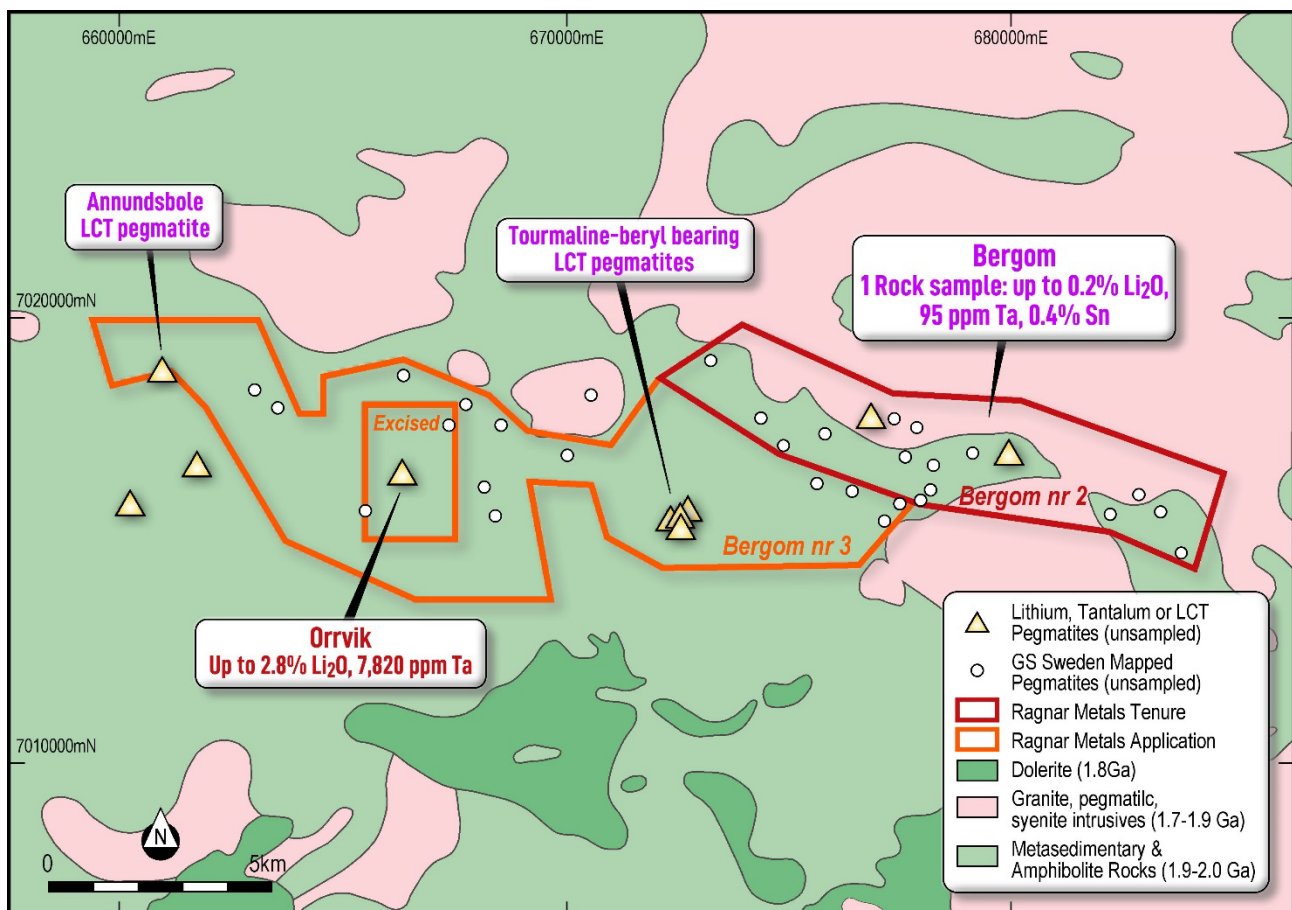 660000mE
670000mE
680000mE
Annundsbole
LCT pegmatite
Tourmaline-beryl bearing
LCT pegmatites
Bergom
1 Rock sample: up to 0.2% Li₂O,
95 ppm Ta, 0.4% Sn
7020000mN
Excised
Bergom nr 2
Bergom nr 3
Orrvik
Up to 2.8% Li₂O, 7,820 ppm Ta
7010000mN
Lithium, Tantalum or LCT
Pegmatites (unsampled)
GS Sweden Mapped
Pegmatites (unsampled)
Ragnar Metals Tenure
Ragnar Metals Application
Dolerite (1.8Ga)
Granite, pegmatilc,
syenite intrusives (1.7-1.9 Ga)
Metasedimentary &
Amphibolite Rocks (1.9-2.0 Ga)
N
0
5km